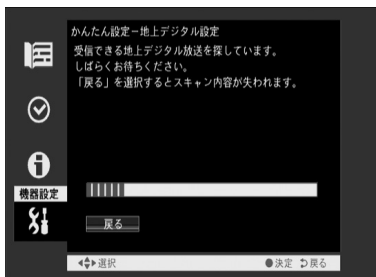 かんたん設定－地上デジタル設定
受信できる地上デジタル放送を探しています。
しばらくお待ちください。
「戻る」を選択するとスキャン内容が失われます。
機器設定
戻る
選択
決定 戻る